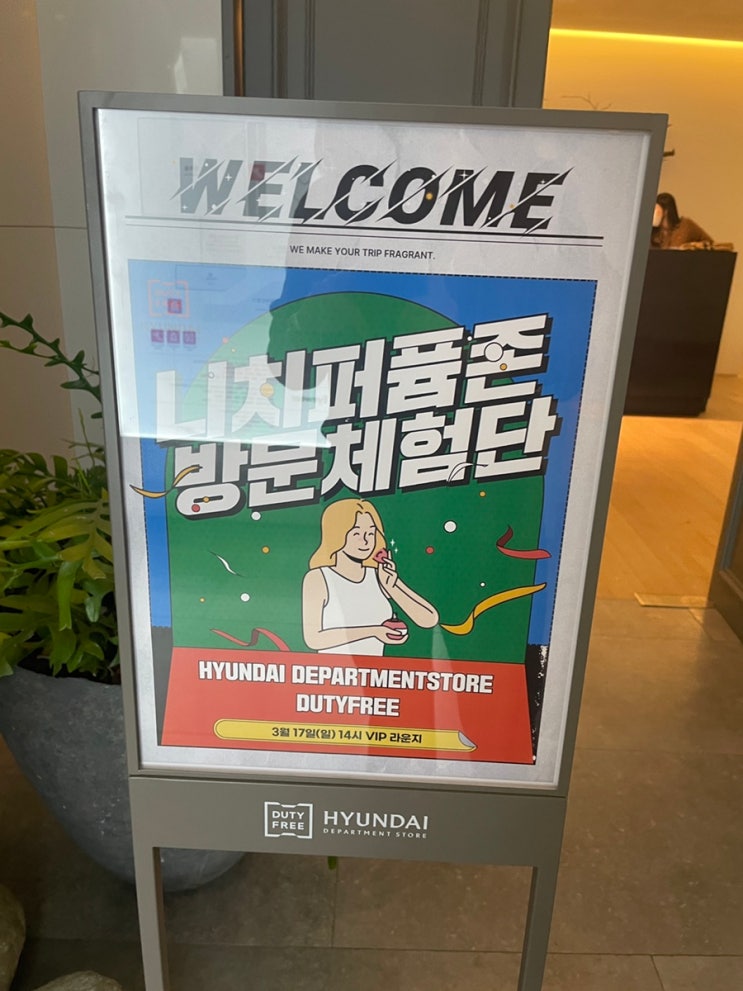 WELCOME
WE MAKE YOUR TRIP FRAGRANT.
니치퍼퓸존
방문체험단
HYUNDAI DEPARTMENTSTORE
DUTYFREE
3월 17일(일) 14시 VIP 라운지
DUTY
FREE
HYUNDAI
DEPARTMENT STORE